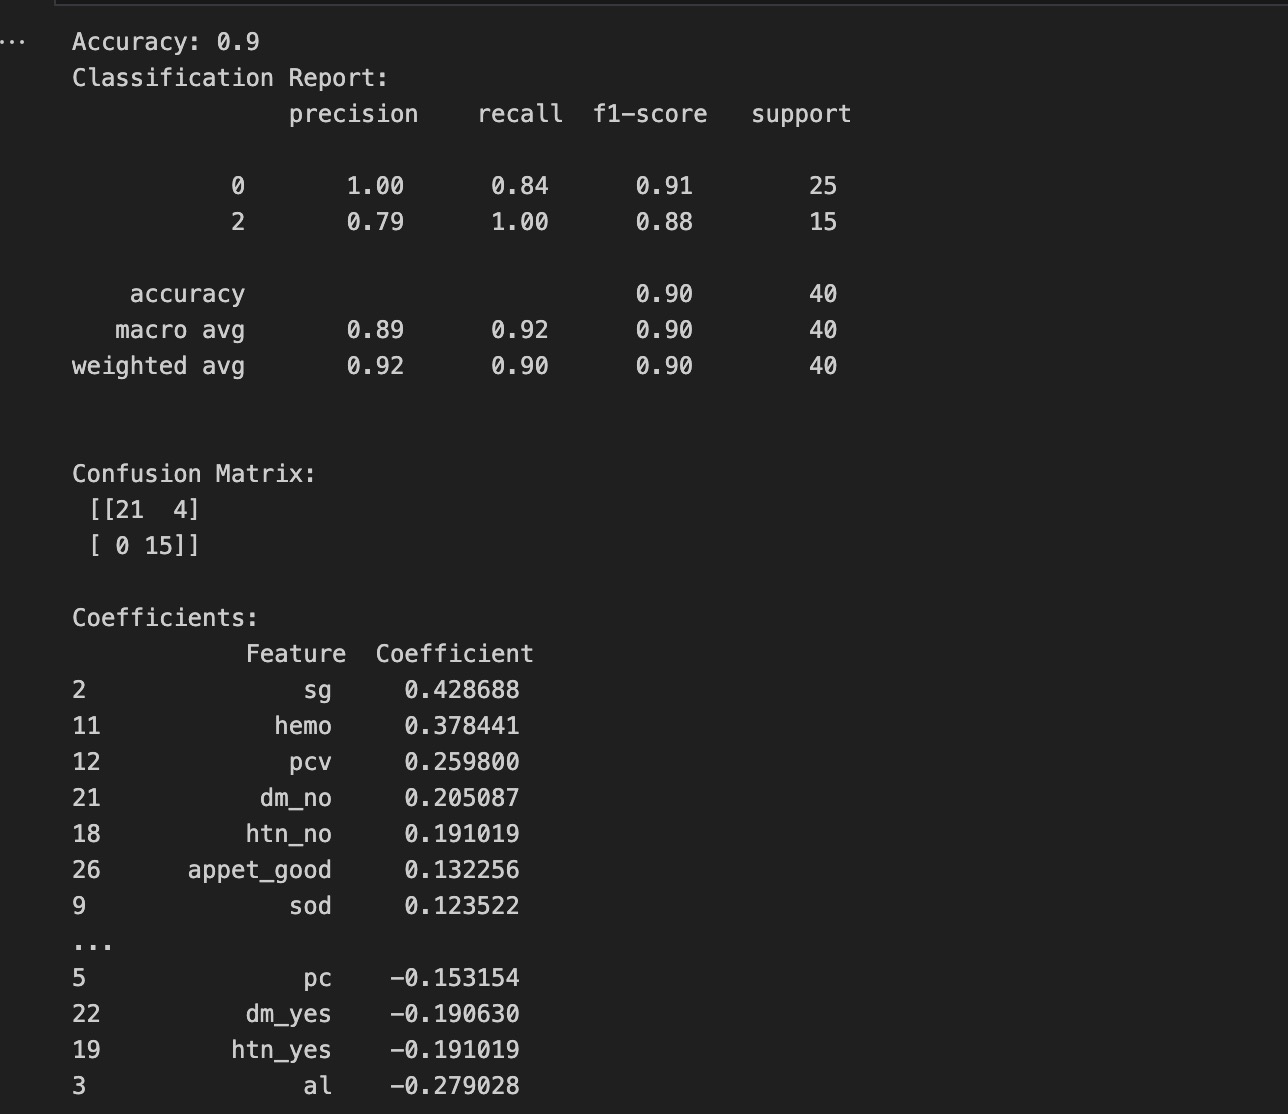 ...
Accuracy: 0.9
Classification Report:
precision recall f1-score support
0 1.00 0.84 0.91 25
2 0.79 1.00 0.88 15
accuracy 0.90 40
macro avg 0.89 0.92 0.90 40
weighted avg 0.92 0.90 0.90 40
Confusion Matrix:
[[21 4]
[ 0 15]]
Coefficients:
Feature Coefficient
2 sg 0.428688
11 hemo 0.378441
12 pcv 0.259800
21 dm_no 0.205087
18 htn_no 0.191019
26 appet_good 0.132256
9 sod 0.123522
...
5 pc -0.153154
22 dm_yes -0.190630
19 htn_yes -0.191019
3 al -0.279028